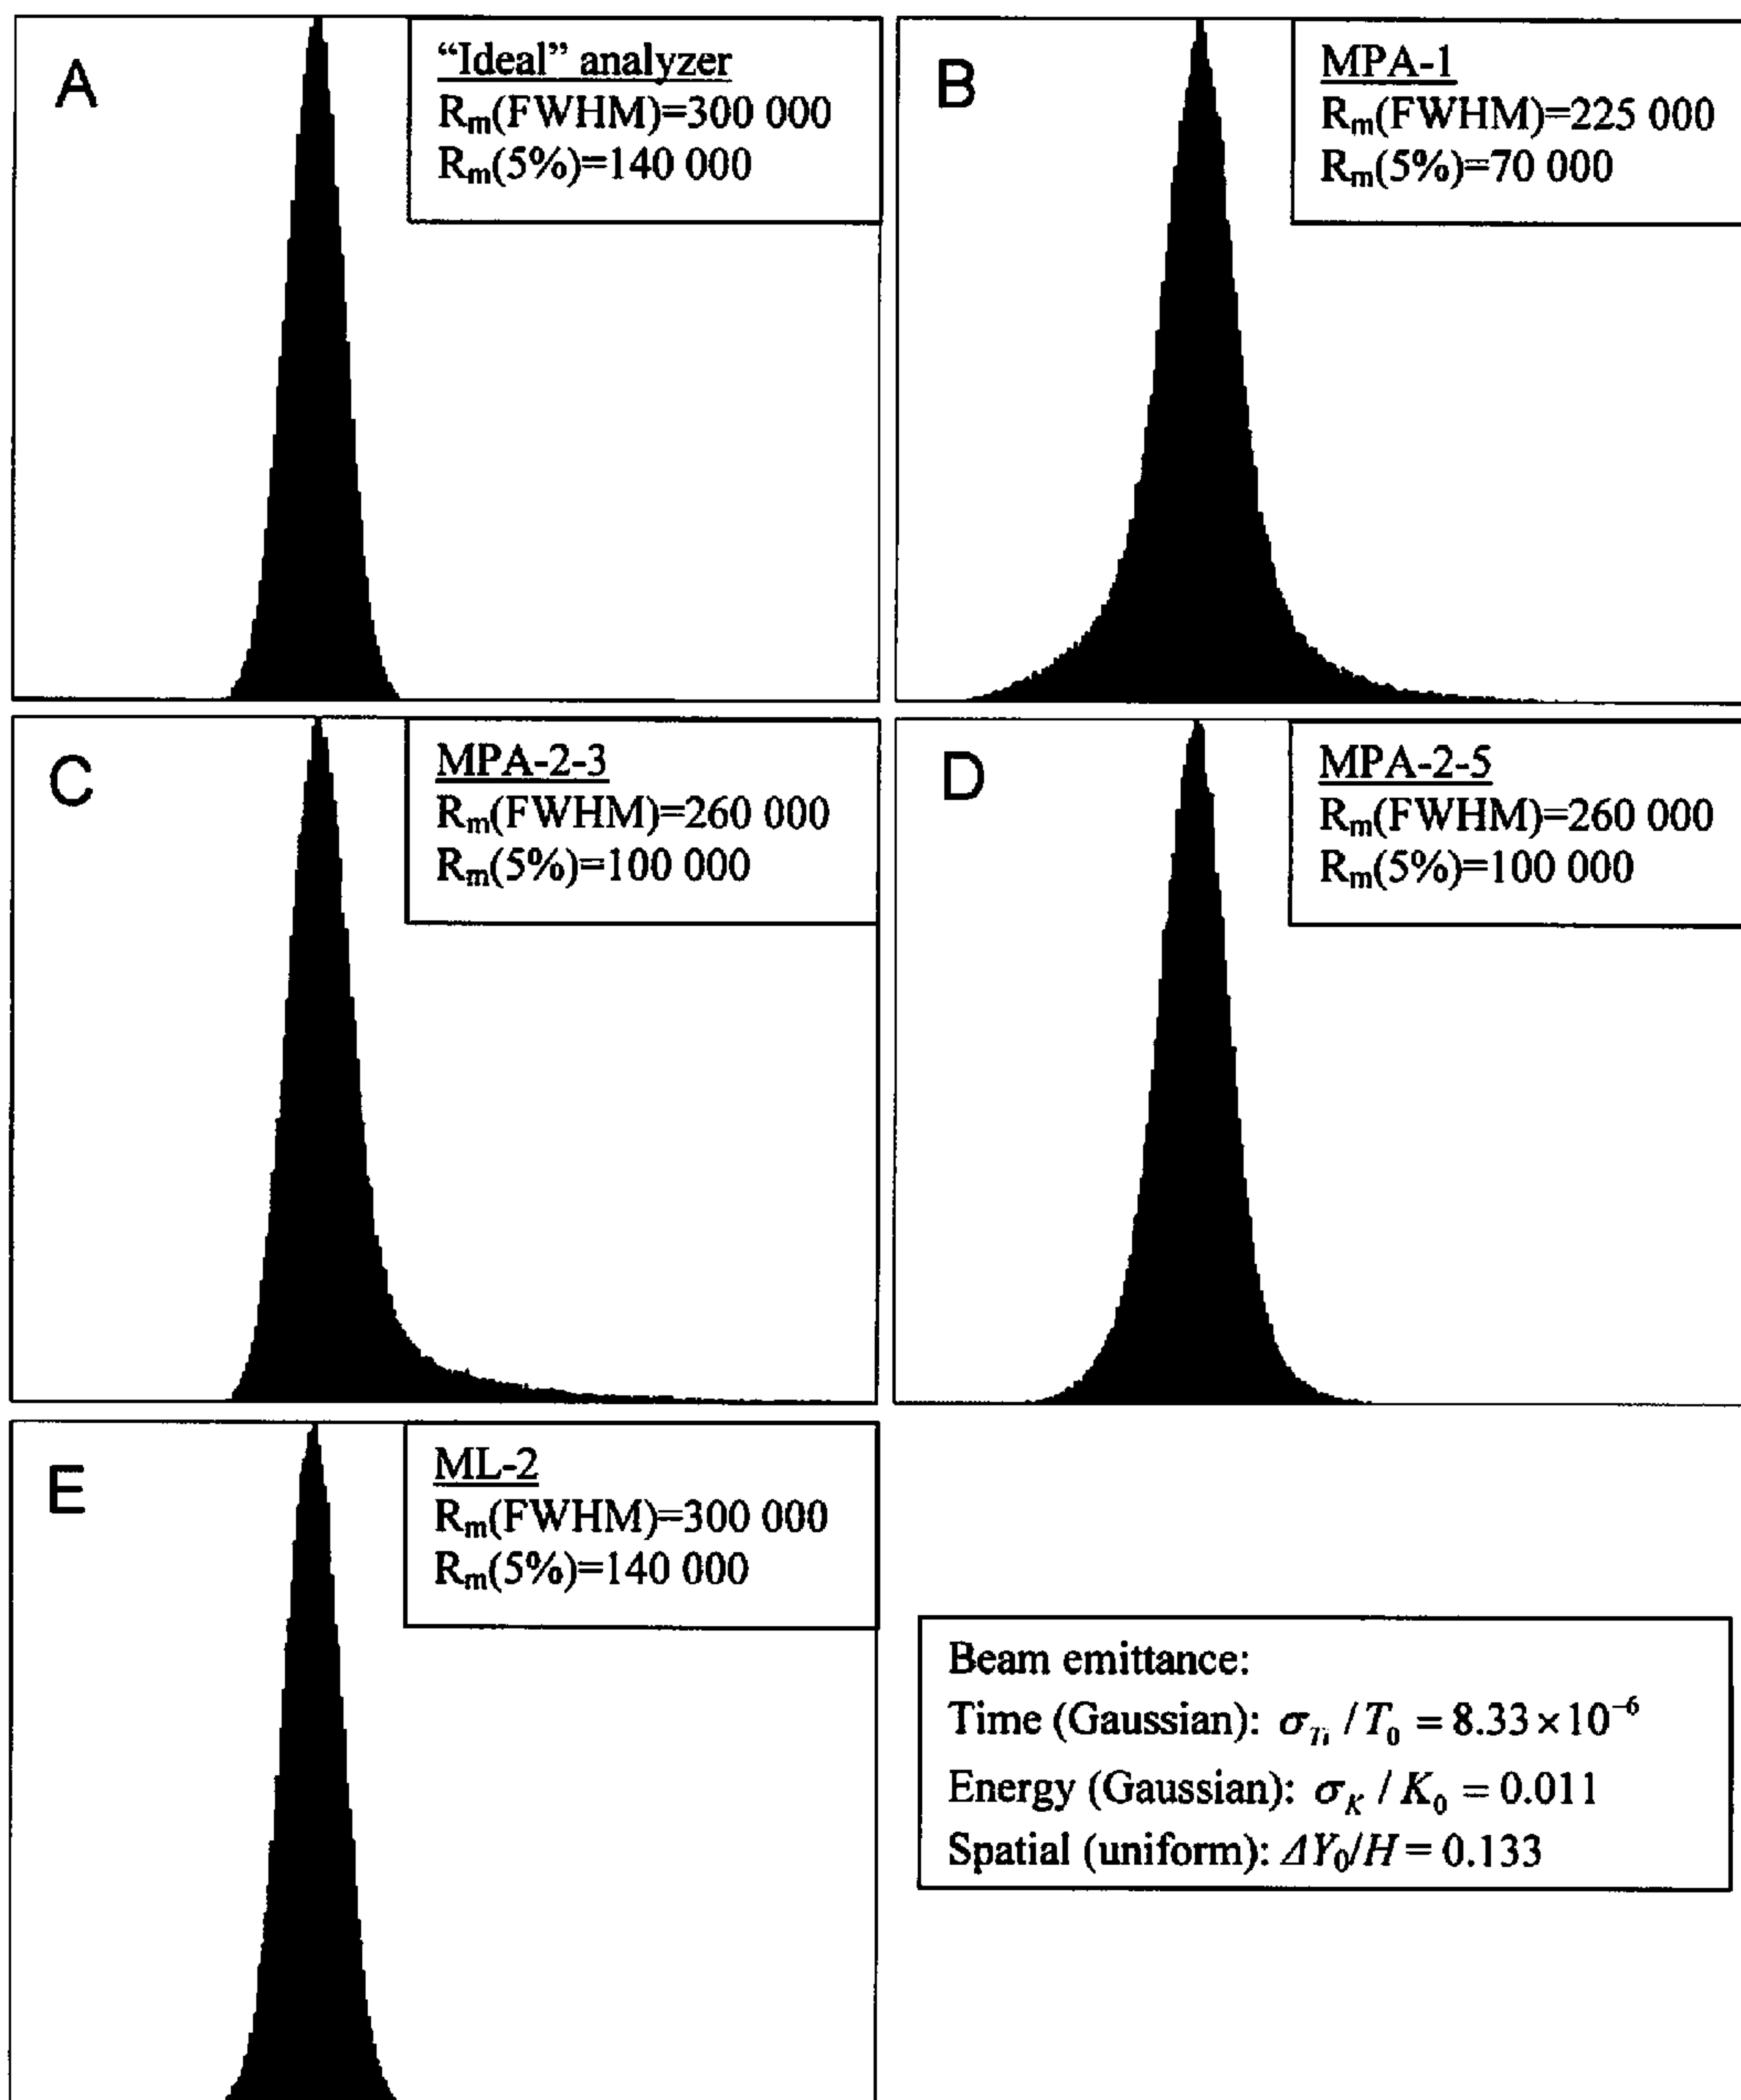 A
“Ideal” analyzer
Rₘ(FWHM)=300 000
Rₘ(5%)=140 000
B
MPA-1
Rₘ(FWHM)=225 000
Rₘ(5%)=70 000
C
MPA-2-3
Rₘ(FWHM)=260 000
Rₘ(5%)=100 000
D
MPA-2-5
Rₘ(FWHM)=260 000
Rₘ(5%)=100 000
E
ML-2
Rₘ(FWHM)=300 000
Rₘ(5%)=140 000
Beam emittance:
Time (Gaussian): σ_Ti / T₀ = 8.33×10⁻⁶
Energy (Gaussian): σ_K / K₀ = 0.011
Spatial (uniform): ΔY₀/H = 0.133